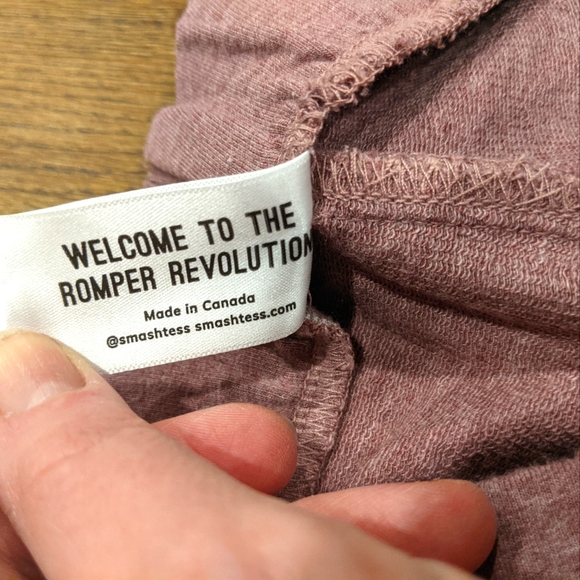 WELCOME TO THE
ROMPER REVOLUTION
Made in Canada
@smashtess smashtess.com